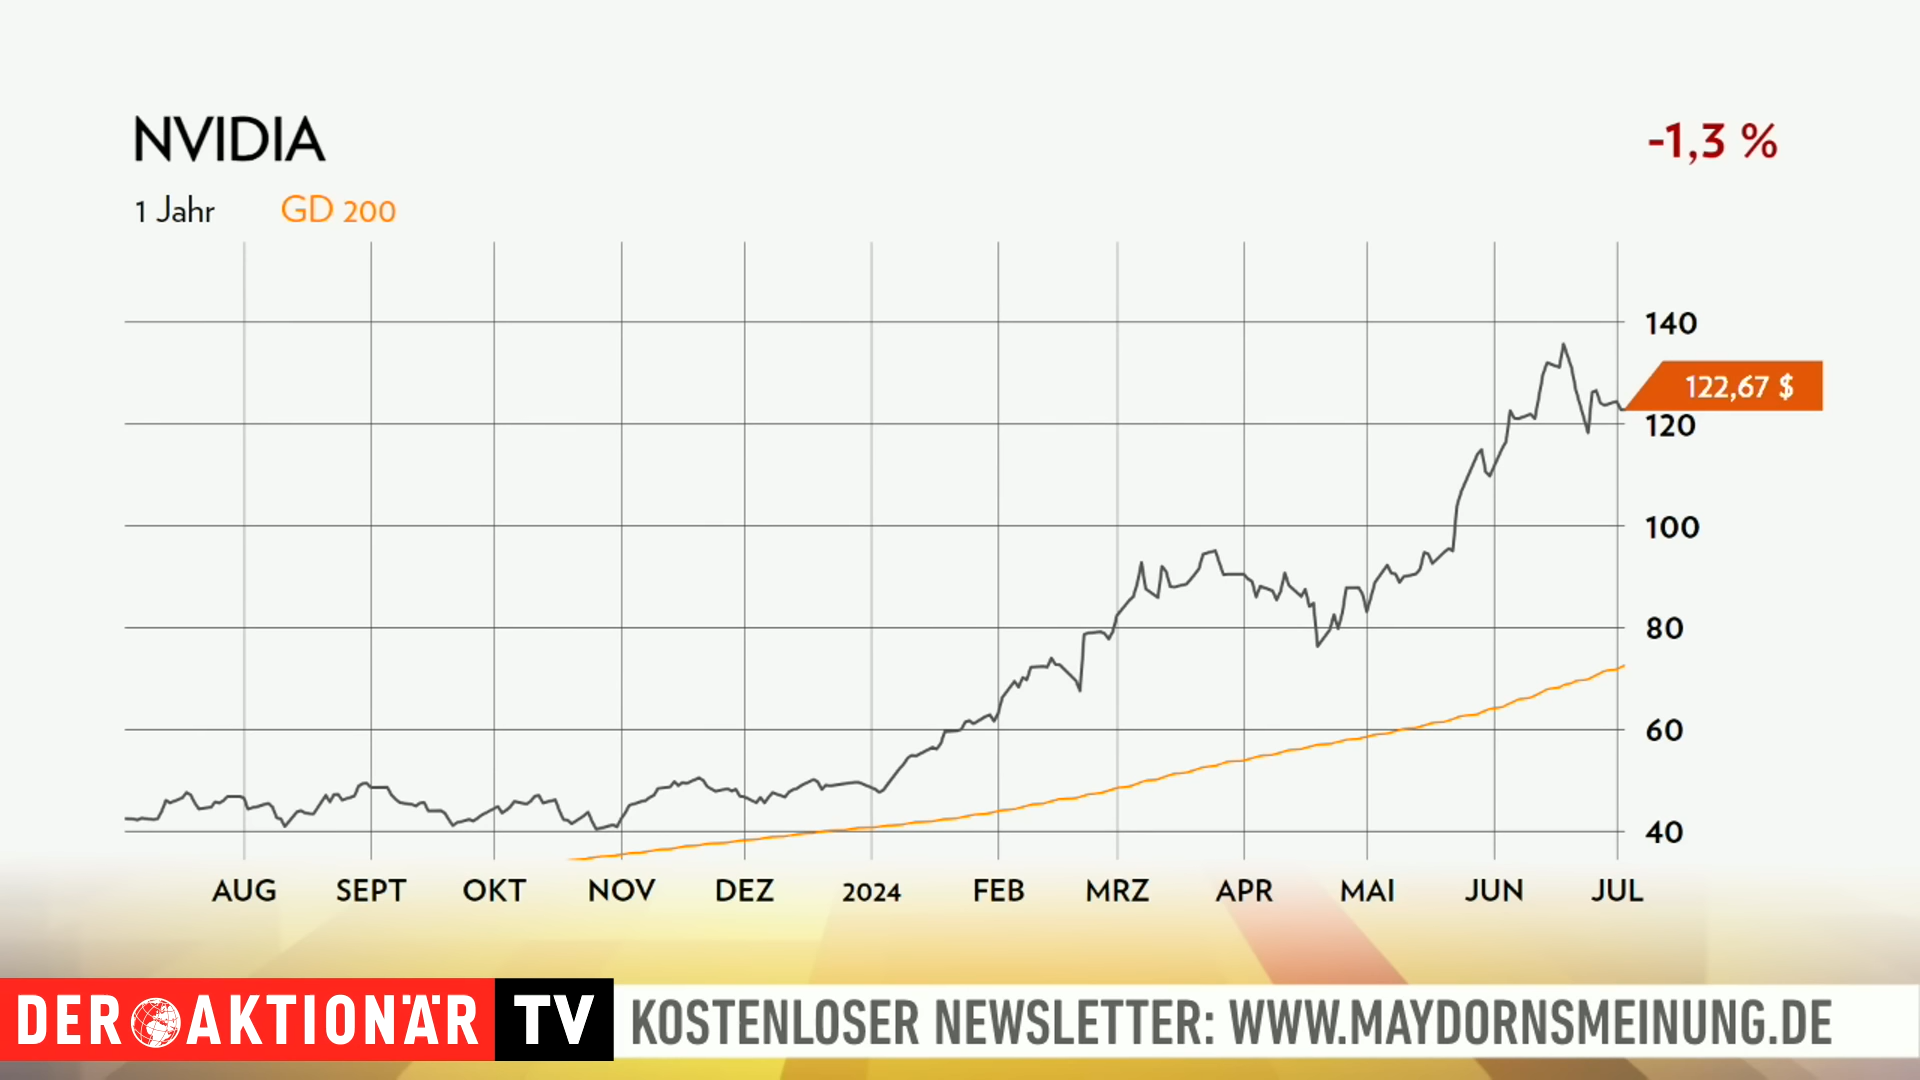 NVIDIA
-1,3 %
1 Jahr GD 200
140
122,67 $
120
100
80
60
40
AUG SEPT OKT NOV DEZ 2024 FEB MRZ APR MAI JUN JUL
DER AKTIONÄR TV
KOSTENLOSER NEWSLETTER: WWW.MAYDORNSMEINUNG.DE